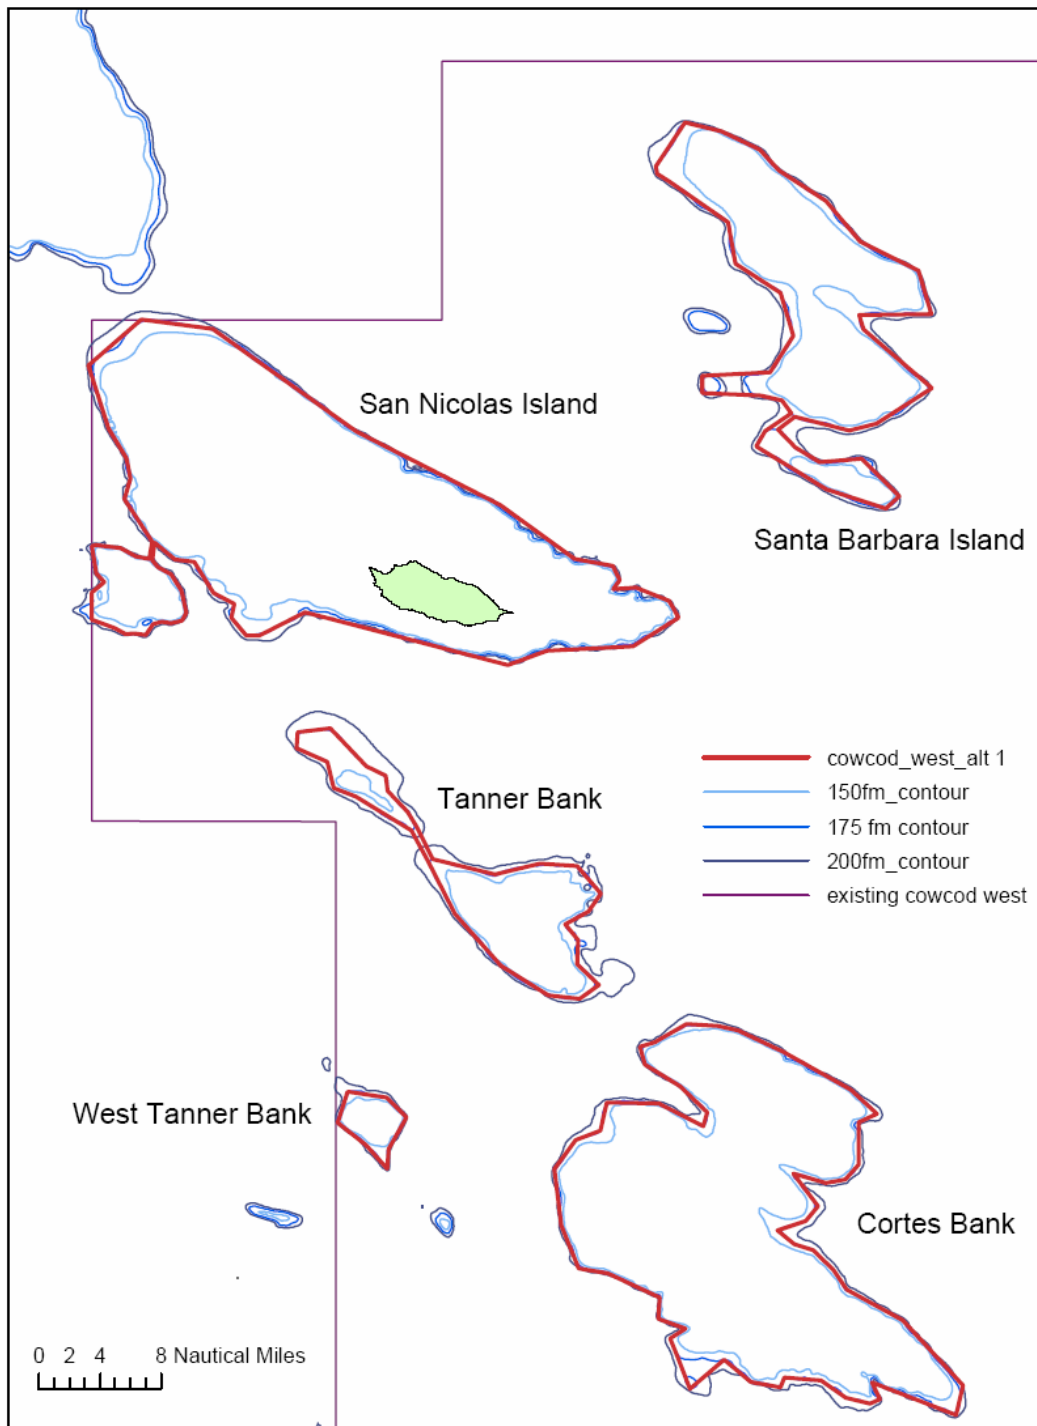 San Nicolas Island
Santa Barbara Island
Tanner Bank
cowcod_west_alt 1
150fm_contour
175 fm contour
200fm_contour
existing cowcod west
West Tanner Bank
Cortes Bank
0 2 4 8 Nautical Miles